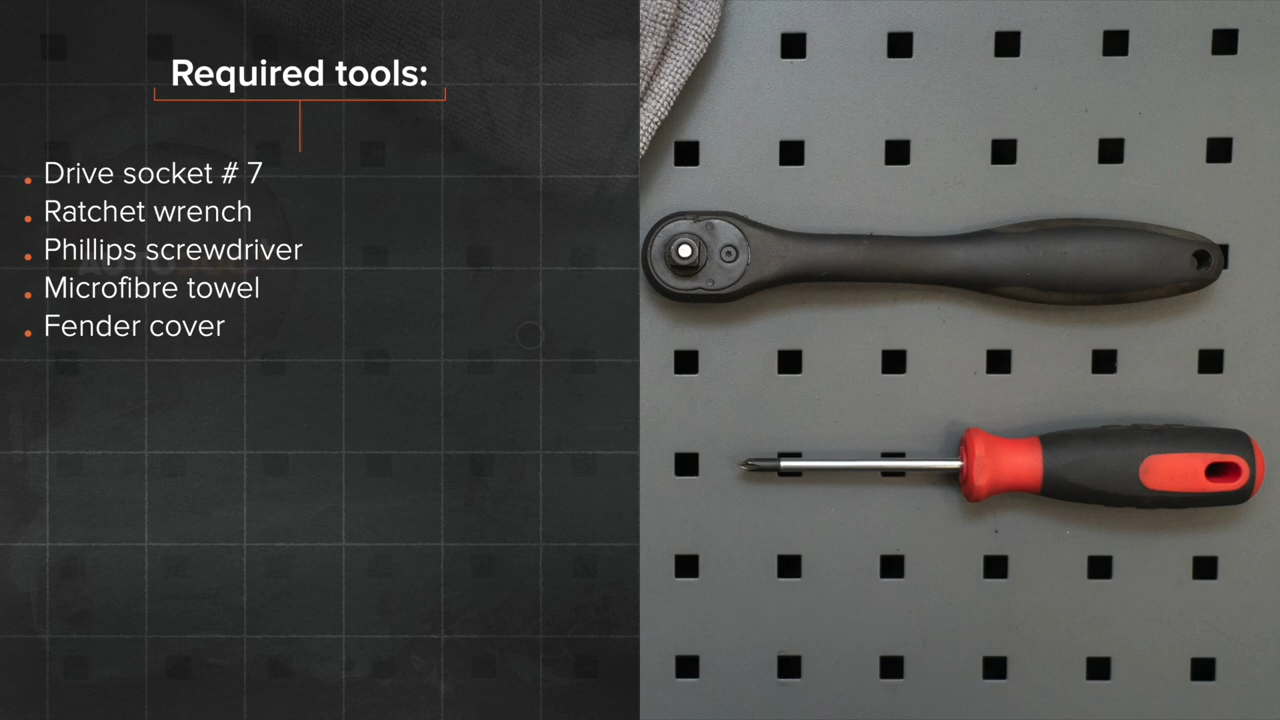 Required tools:
Drive socket # 7
Ratchet wrench
Phillips screwdriver
Microfibre towel
Fender cover